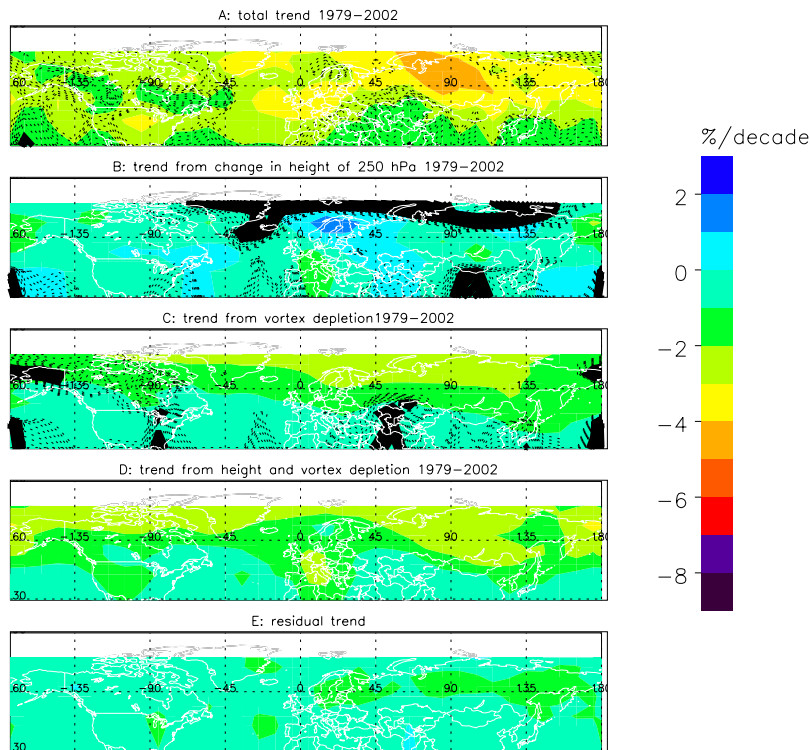 A: total trend 1979-2002
60 -135 -90 -45 0 45 90 135 180
B: trend from change in height of 250 hPa 1979-2002
60 -135 -90 -45 0 45 90 135 180
C: trend from vortex depletion1979-2002
60 -135 -90 -45 0 45 90 135 180
D: trend from height and vortex depletion 1979-2002
60 -135 -90 -45 0 45 90 135 180
30
E: residual trend
60 -135 -90 -45 0 45 90 135 180
30
%/decade
2
0
-2
-4
-6
-8